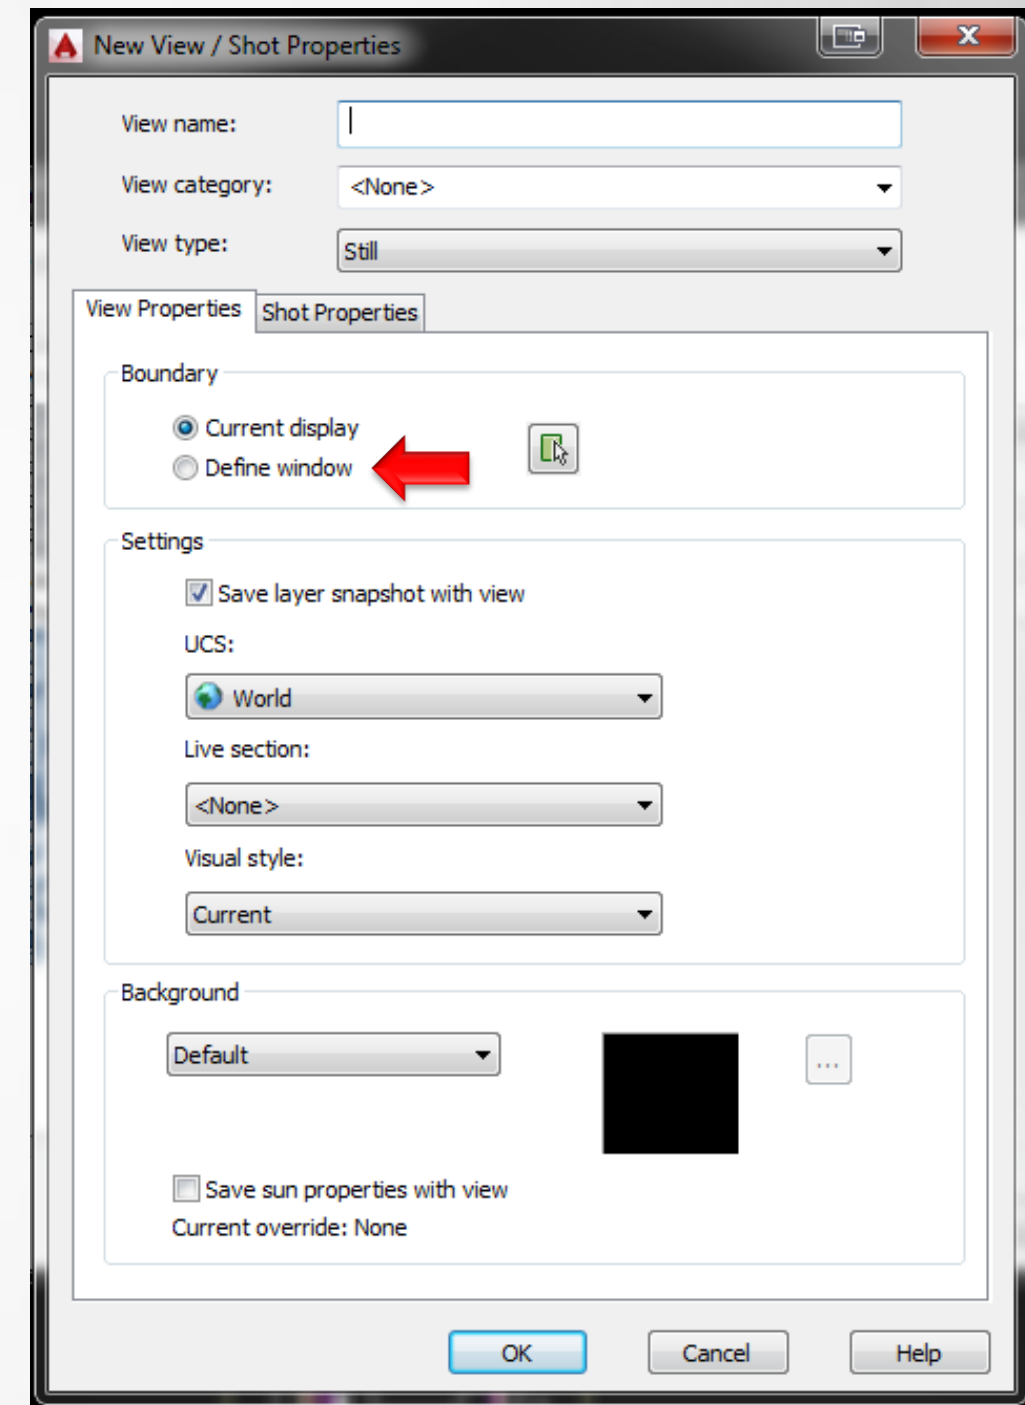 New View / Shot Properties
View name:
View category: <None>
View type: Still
View Properties Shot Properties
Boundary
Current display
Define window
Settings
Save layer snapshot with view
UCS:
World
Live section:
<None>
Visual style:
Current
Background
Default ...
Save sun properties with view
Current override: None
OK Cancel Help